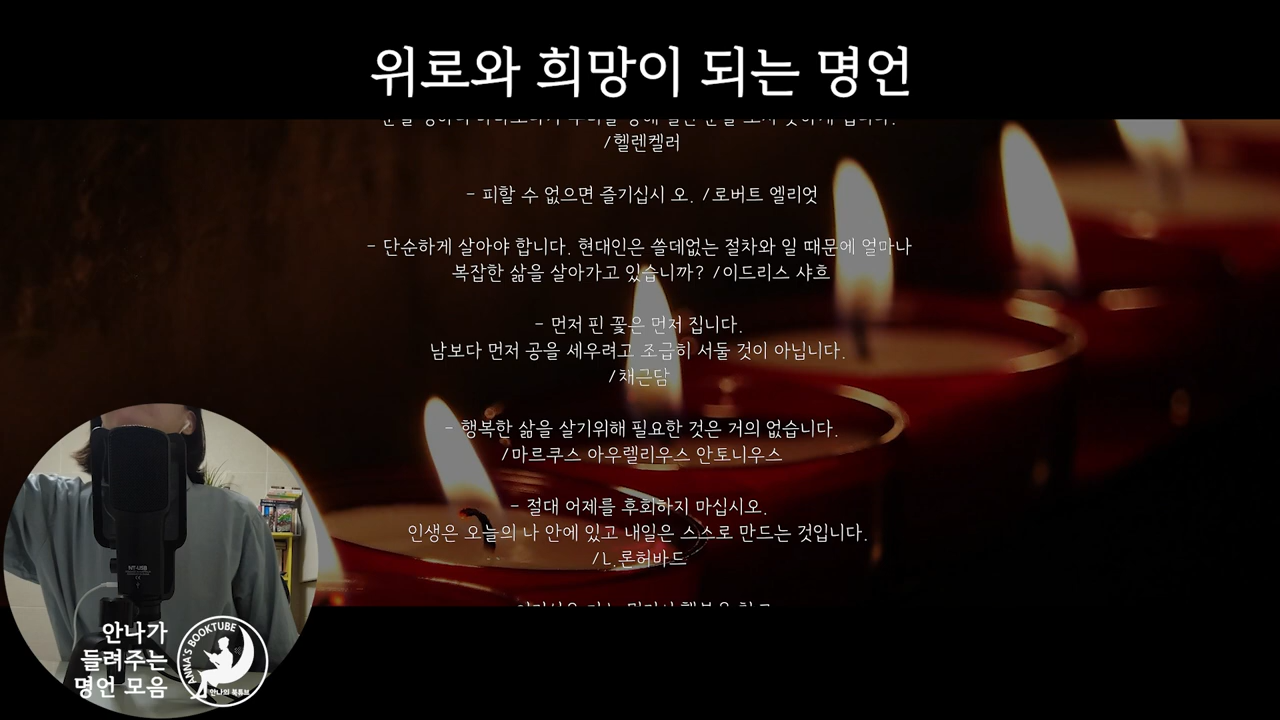 위로와 희망이 되는 명언
/헬렌켈러
- 피할 수 없으면 즐기십시 오. /로버트 엘리엇
- 단순하게 살아야 합니다. 현대인은 쓸데없는 절차와 일 때문에 얼마나
복잡한 삶을 살아가고 있습니까? /이드리스 샤흐
- 먼저 핀 꽃은 먼저 집니다.
남보다 먼저 공을 세우려고 조급히 서둘 것이 아닙니다.
/채근담
- 행복한 삶을 살기위해 필요한 것은 거의 없습니다.
/마르쿠스 아우렐리우스 안토니우스
- 절대 어제를 후회하지 마십시오.
인생은 오늘의 나 안에 있고 내일은 스스로 만드는 것입니다.
/L.론허바드
NT-USB
안나가
들려주는
명언 모음
ANNA'S BOOKTUBE
안나의 북튜브